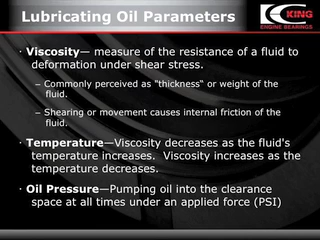 Lubricating Oil Parameters
KING
ENGINE BEARINGS
· Viscosity— measure of the resistance of a fluid to
deformation under shear stress.
– Commonly perceived as "thickness" or weight of the
fluid.
– Shearing or movement causes internal friction of the
fluid.
· Temperature—Viscosity decreases as the fluid's
temperature increases.  Viscosity increases as the
temperature decreases.
· Oil Pressure—Pumping oil into the clearance
space at all times under an applied force (PSI)